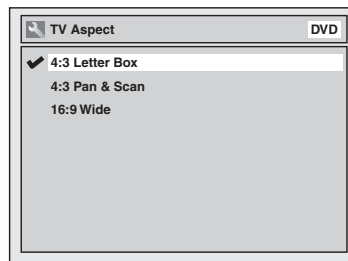 TV Aspect DVD
4:3 Letter Box
4:3 Pan & Scan
16:9 Wide